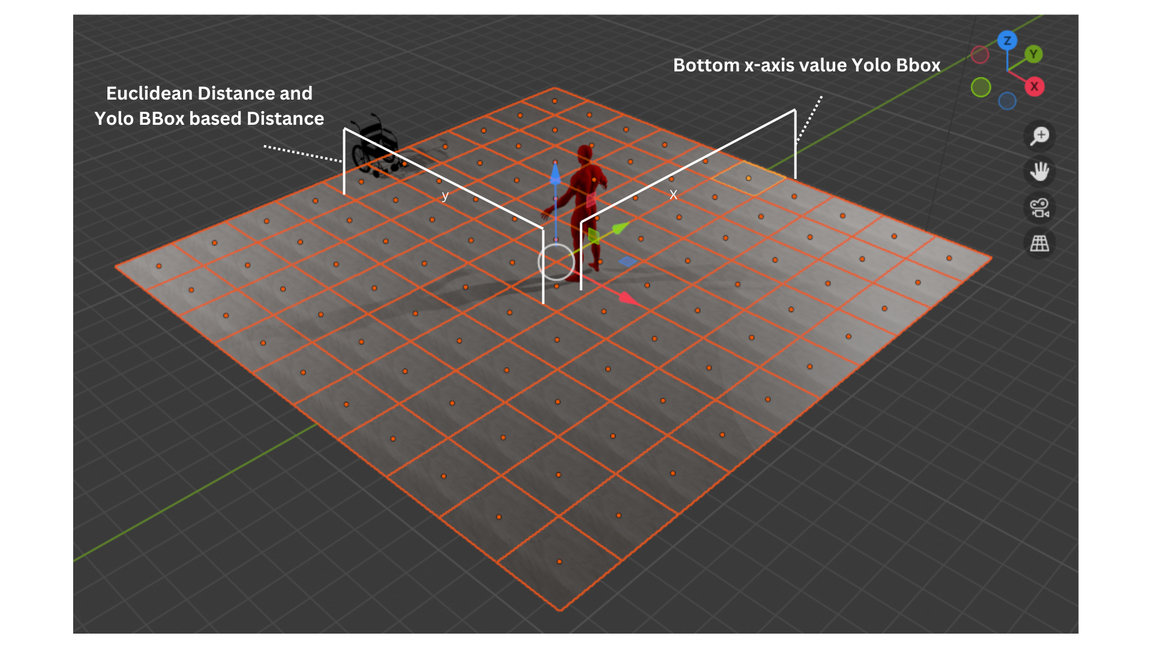 Euclidean Distance and
Yolo BBox based Distance
Bottom x-axis value Yolo Bbox
y
X
Z
Y
X